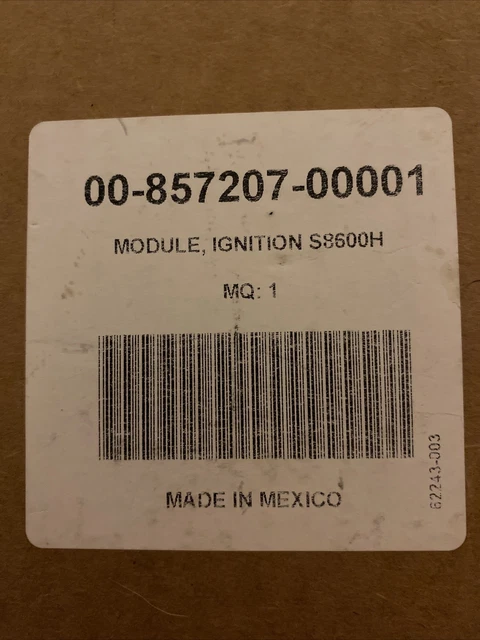 00-857207-00001
MODULE, IGNITION S8600H
MQ: 1
MADE IN MEXICO
62243-003